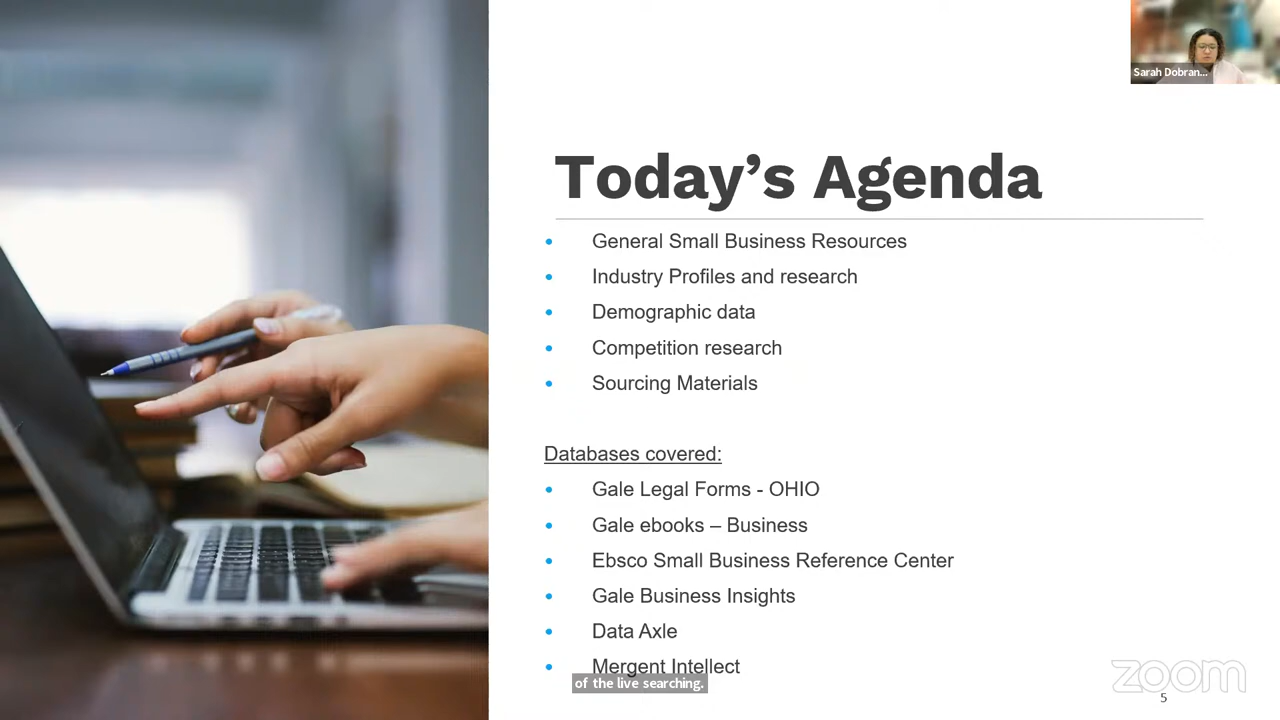 Sarah Dobran...
Today’s Agenda
General Small Business Resources
Industry Profiles and research
Demographic data
Competition research
Sourcing Materials
Databases covered:
Gale Legal Forms - OHIO
Gale ebooks – Business
Ebsco Small Business Reference Center
Gale Business Insights
Data Axle
Mergent Intellect
of the live searching.
zoom
5